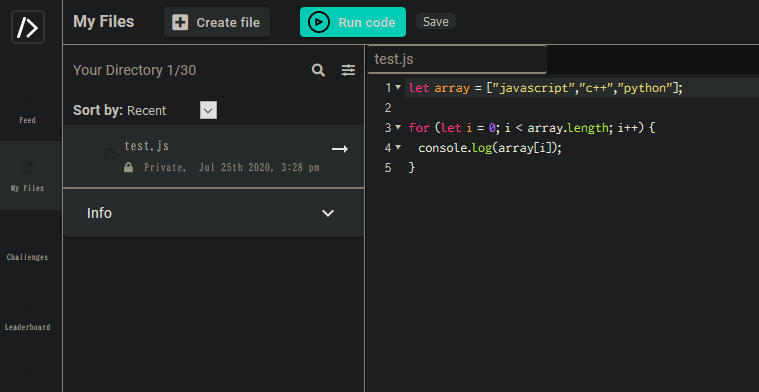 />
My Files
Create file
Run code
Save
Feed
My Files
Challenges
Leaderboard
Your Directory 1/30
Sort by: Recent
test.js
Private, Jul 25th 2020, 3:28 pm
Info
test.js
1 let array = ["javascript","c++","python"];
2
3 for (let i = 0; i < array.length; i++) {
4 console.log(array[i]);
5 }